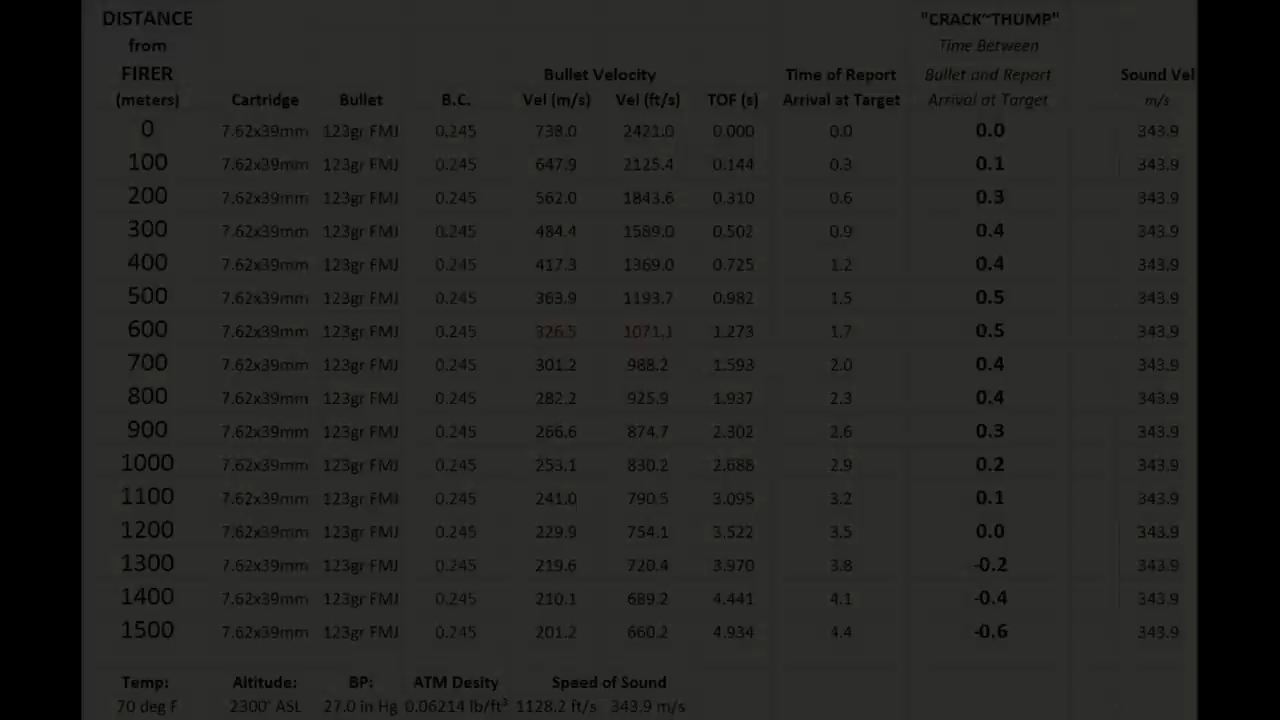 DISTANCE "CRACK~THUMP"
from Time Between
FIRER Bullet Velocity Time of Report Bullet and Report Sound Vel
(meters) Cartridge Bullet B.C. Vel (m/s) Vel (ft/s) TOF (s) Arrival at Target Arrival at Target m/s
0 7.62x39mm 123gr FMJ 0.245 738.0 2421.0 0.000 0.0 0.0 343.9
100 7.62x39mm 123gr FMJ 0.245 647.9 2125.4 0.144 0.3 0.1 343.9
200 7.62x39mm 123gr FMJ 0.245 562.0 1843.6 0.310 0.6 0.3 343.9
300 7.62x39mm 123gr FMJ 0.245 484.4 1589.0 0.502 0.9 0.4 343.9
400 7.62x39mm 123gr FMJ 0.245 417.3 1369.0 0.725 1.2 0.4 343.9
500 7.62x39mm 123gr FMJ 0.245 363.9 1193.7 0.982 1.5 0.5 343.9
600 7.62x39mm 123gr FMJ 0.245 326.5 1071.1 1.273 1.7 0.5 343.9
700 7.62x39mm 123gr FMJ 0.245 301.2 988.2 1.593 2.0 0.4 343.9
800 7.62x39mm 123gr FMJ 0.245 282.2 925.9 1.937 2.3 0.4 343.9
900 7.62x39mm 123gr FMJ 0.245 266.6 874.7 2.302 2.6 0.3 343.9
1000 7.62x39mm 123gr FMJ 0.245 253.1 830.2 2.688 2.9 0.2 343.9
1100 7.62x39mm 123gr FMJ 0.245 241.0 790.5 3.095 3.2 0.1 343.9
1200 7.62x39mm 123gr FMJ 0.245 229.9 754.1 3.522 3.5 0.0 343.9
1300 7.62x39mm 123gr FMJ 0.245 219.6 720.4 3.970 3.8 -0.2 343.9
1400 7.62x39mm 123gr FMJ 0.245 210.1 689.2 4.441 4.1 -0.4 343.9
1500 7.62x39mm 123gr FMJ 0.245 201.2 660.2 4.934 4.4 -0.6 343.9
Temp: Altitude: BP: ATM Desity Speed of Sound
70 deg F 2300' ASL 27.0 in Hg 0.06214 lb/ft³ 1128.2 ft/s 343.9 m/s